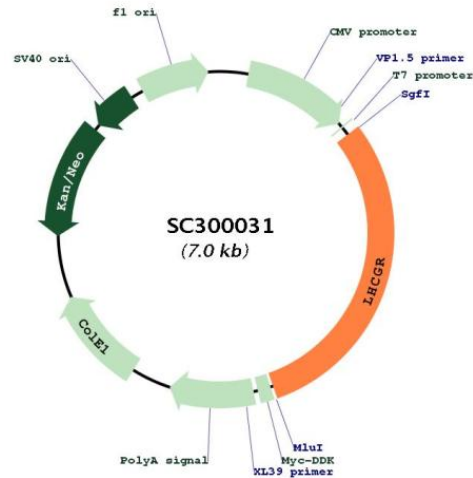 f1 ori
CMV promoter
SV40 ori
VP1.5 primer
T7 promoter
SgfI
Kan/Neo
SC300031
(7.0 kb)
LHCGR
ColE1
MluI
PolyA signal
Myc-DDK
XL39 primer